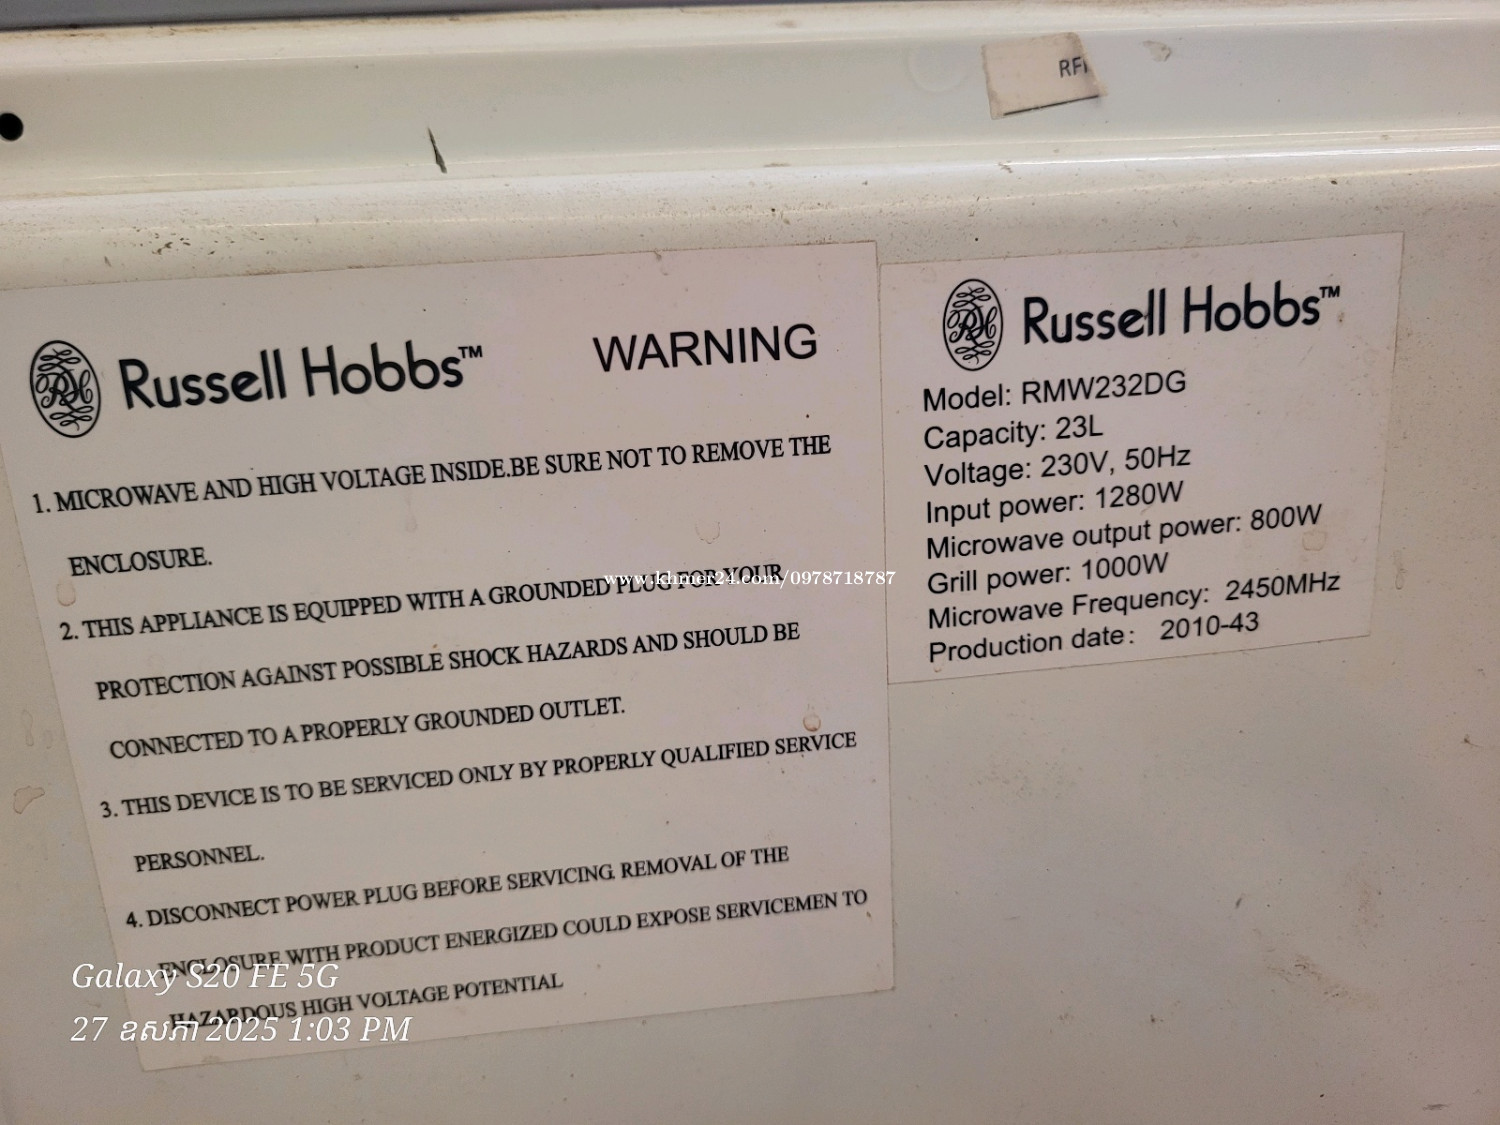 RFI
Russell Hobbs™ WARNING
1. MICROWAVE AND HIGH VOLTAGE INSIDE.BE SURE NOT TO REMOVE THE
ENCLOSURE.
2. THIS APPLIANCE IS EQUIPPED WITH A GROUNDED PLUG FOR YOUR
PROTECTION AGAINST POSSIBLE SHOCK HAZARDS AND SHOULD BE
CONNECTED TO A PROPERLY GROUNDED OUTLET.
3. THIS DEVICE IS TO BE SERVICED ONLY BY PROPERLY QUALIFIED SERVICE
PERSONNEL.
4. DISCONNECT POWER PLUG BEFORE SERVICING. REMOVAL OF THE
ENCLOSURE WITH PRODUCT ENERGIZED COULD EXPOSE SERVICEMEN TO
HAZARDOUS HIGH VOLTAGE POTENTIAL
Russell Hobbs™
Model: RMW232DG
Capacity: 23L
Voltage: 230V, 50Hz
Input power: 1280W
Microwave output power: 800W
Grill power: 1000W
Microwave Frequency: 2450MHz
Production date: 2010-43
www.khmer24.com/0978718787
Galaxy S20 FE 5G
27 ឧសភា 2025 1:03 PM